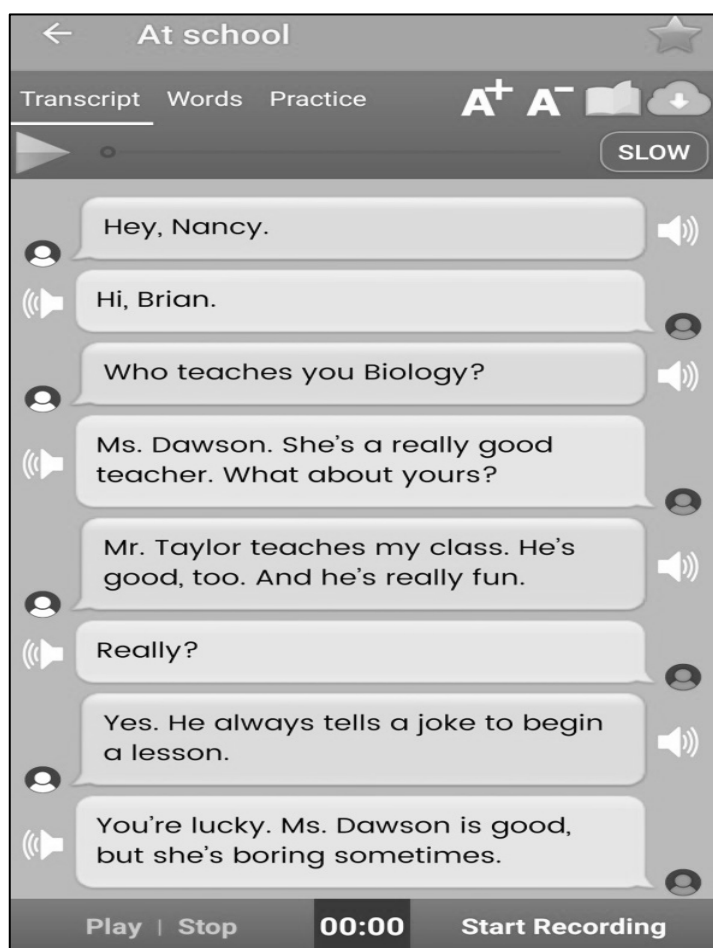 At school
Transcript Words Practice A+ A-
SLOW
Hey, Nancy.
Hi, Brian.
Who teaches you Biology?
Ms. Dawson. She's a really good
teacher. What about yours?
Mr. Taylor teaches my class. He's
good, too. And he's really fun.
Really?
Yes. He always tells a joke to begin
a lesson.
You're lucky. Ms. Dawson is good,
but she's boring sometimes.
Play | Stop 00:00 Start Recording